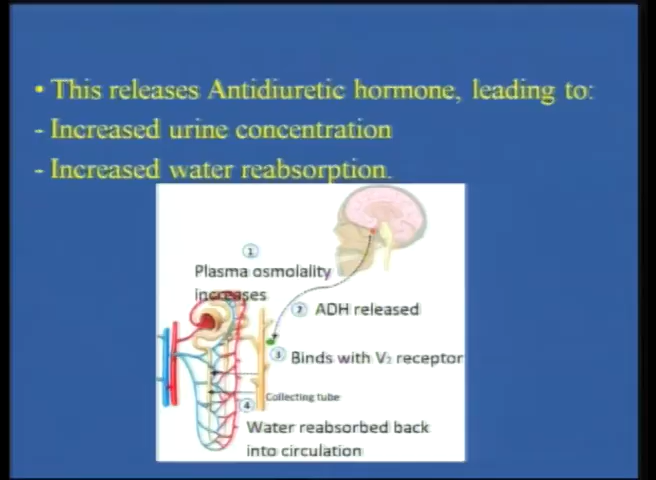 • This releases Antidiuretic hormone, leading to:
- Increased urine concentration
- Increased water reabsorption.
1
Plasma osmolality
increases
2 ADH released
3 Binds with V2 receptor
Collecting tube
4
Water reabsorbed back
into circulation